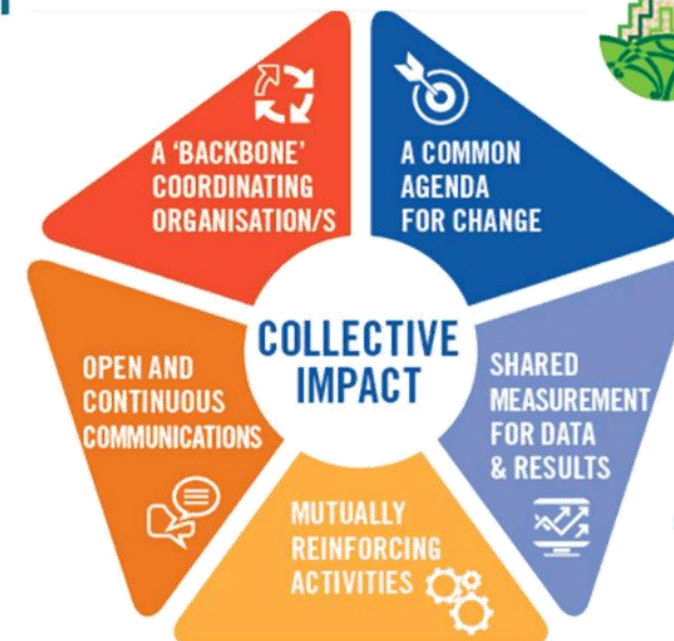 A ‘BACKBONE’
COORDINATING
ORGANISATION/S
A COMMON
AGENDA
FOR CHANGE
COLLECTIVE
IMPACT
OPEN AND
CONTINUOUS
COMMUNICATIONS
SHARED
MEASUREMENT
FOR DATA
& RESULTS
MUTUALLY
REINFORCING
ACTIVITIES